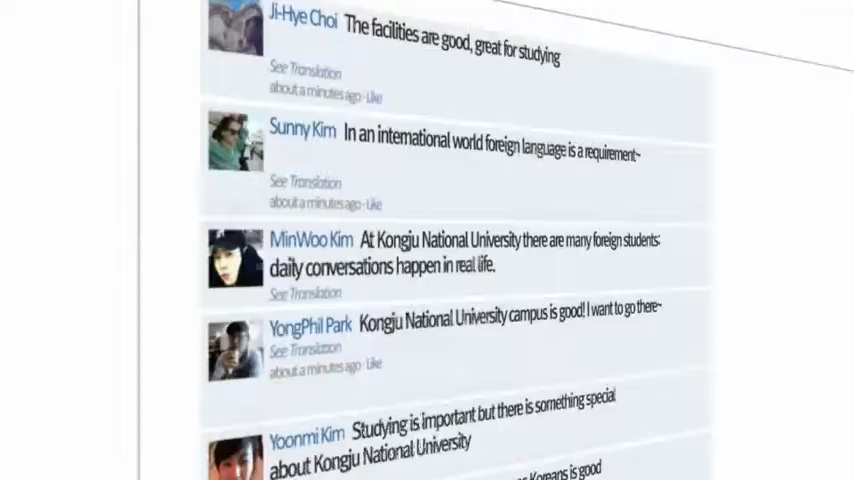 Ji-Hye Choi The facilities are good, great for studying
See Translation
about a minutes ago · Like
Sunny Kim In an international world foreign language is a requirement~
See Translation
about a minutes ago · Like
MinWoo Kim At Kongju National University there are many foreign students:
daily conversations happen in real life.
See Translation
YongPhil Park Kongju National University campus is good! I want to go there~
See Translation
about a minutes ago · Like
Yoonmi Kim Studying is important but there is something special
about Kongju National University
Koreans is good